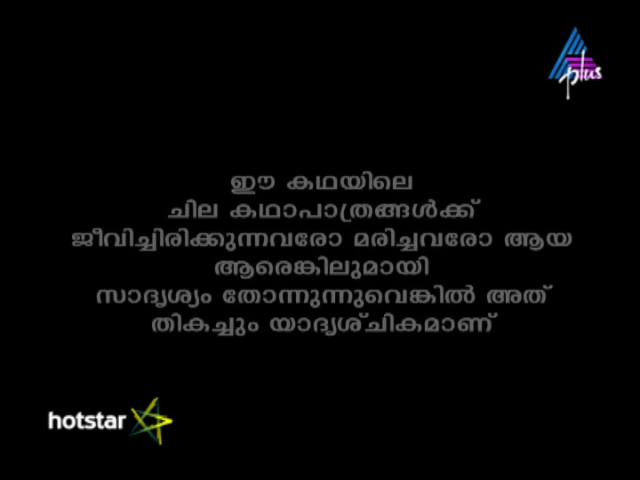 plus
ഈ കഥയിലെ
ചില കഥാപാത്രങ്ങൾക്ക്
ജീവിച്ചിരിക്കുന്നവരോ മരിച്ചവരോ ആയ
ആരെങ്കിലുമായി
സാദൃശ്യം തോന്നുന്നുവെങ്കിൽ അത്
തികച്ചും യാദൃശ്ചികമാണ്
hotstar